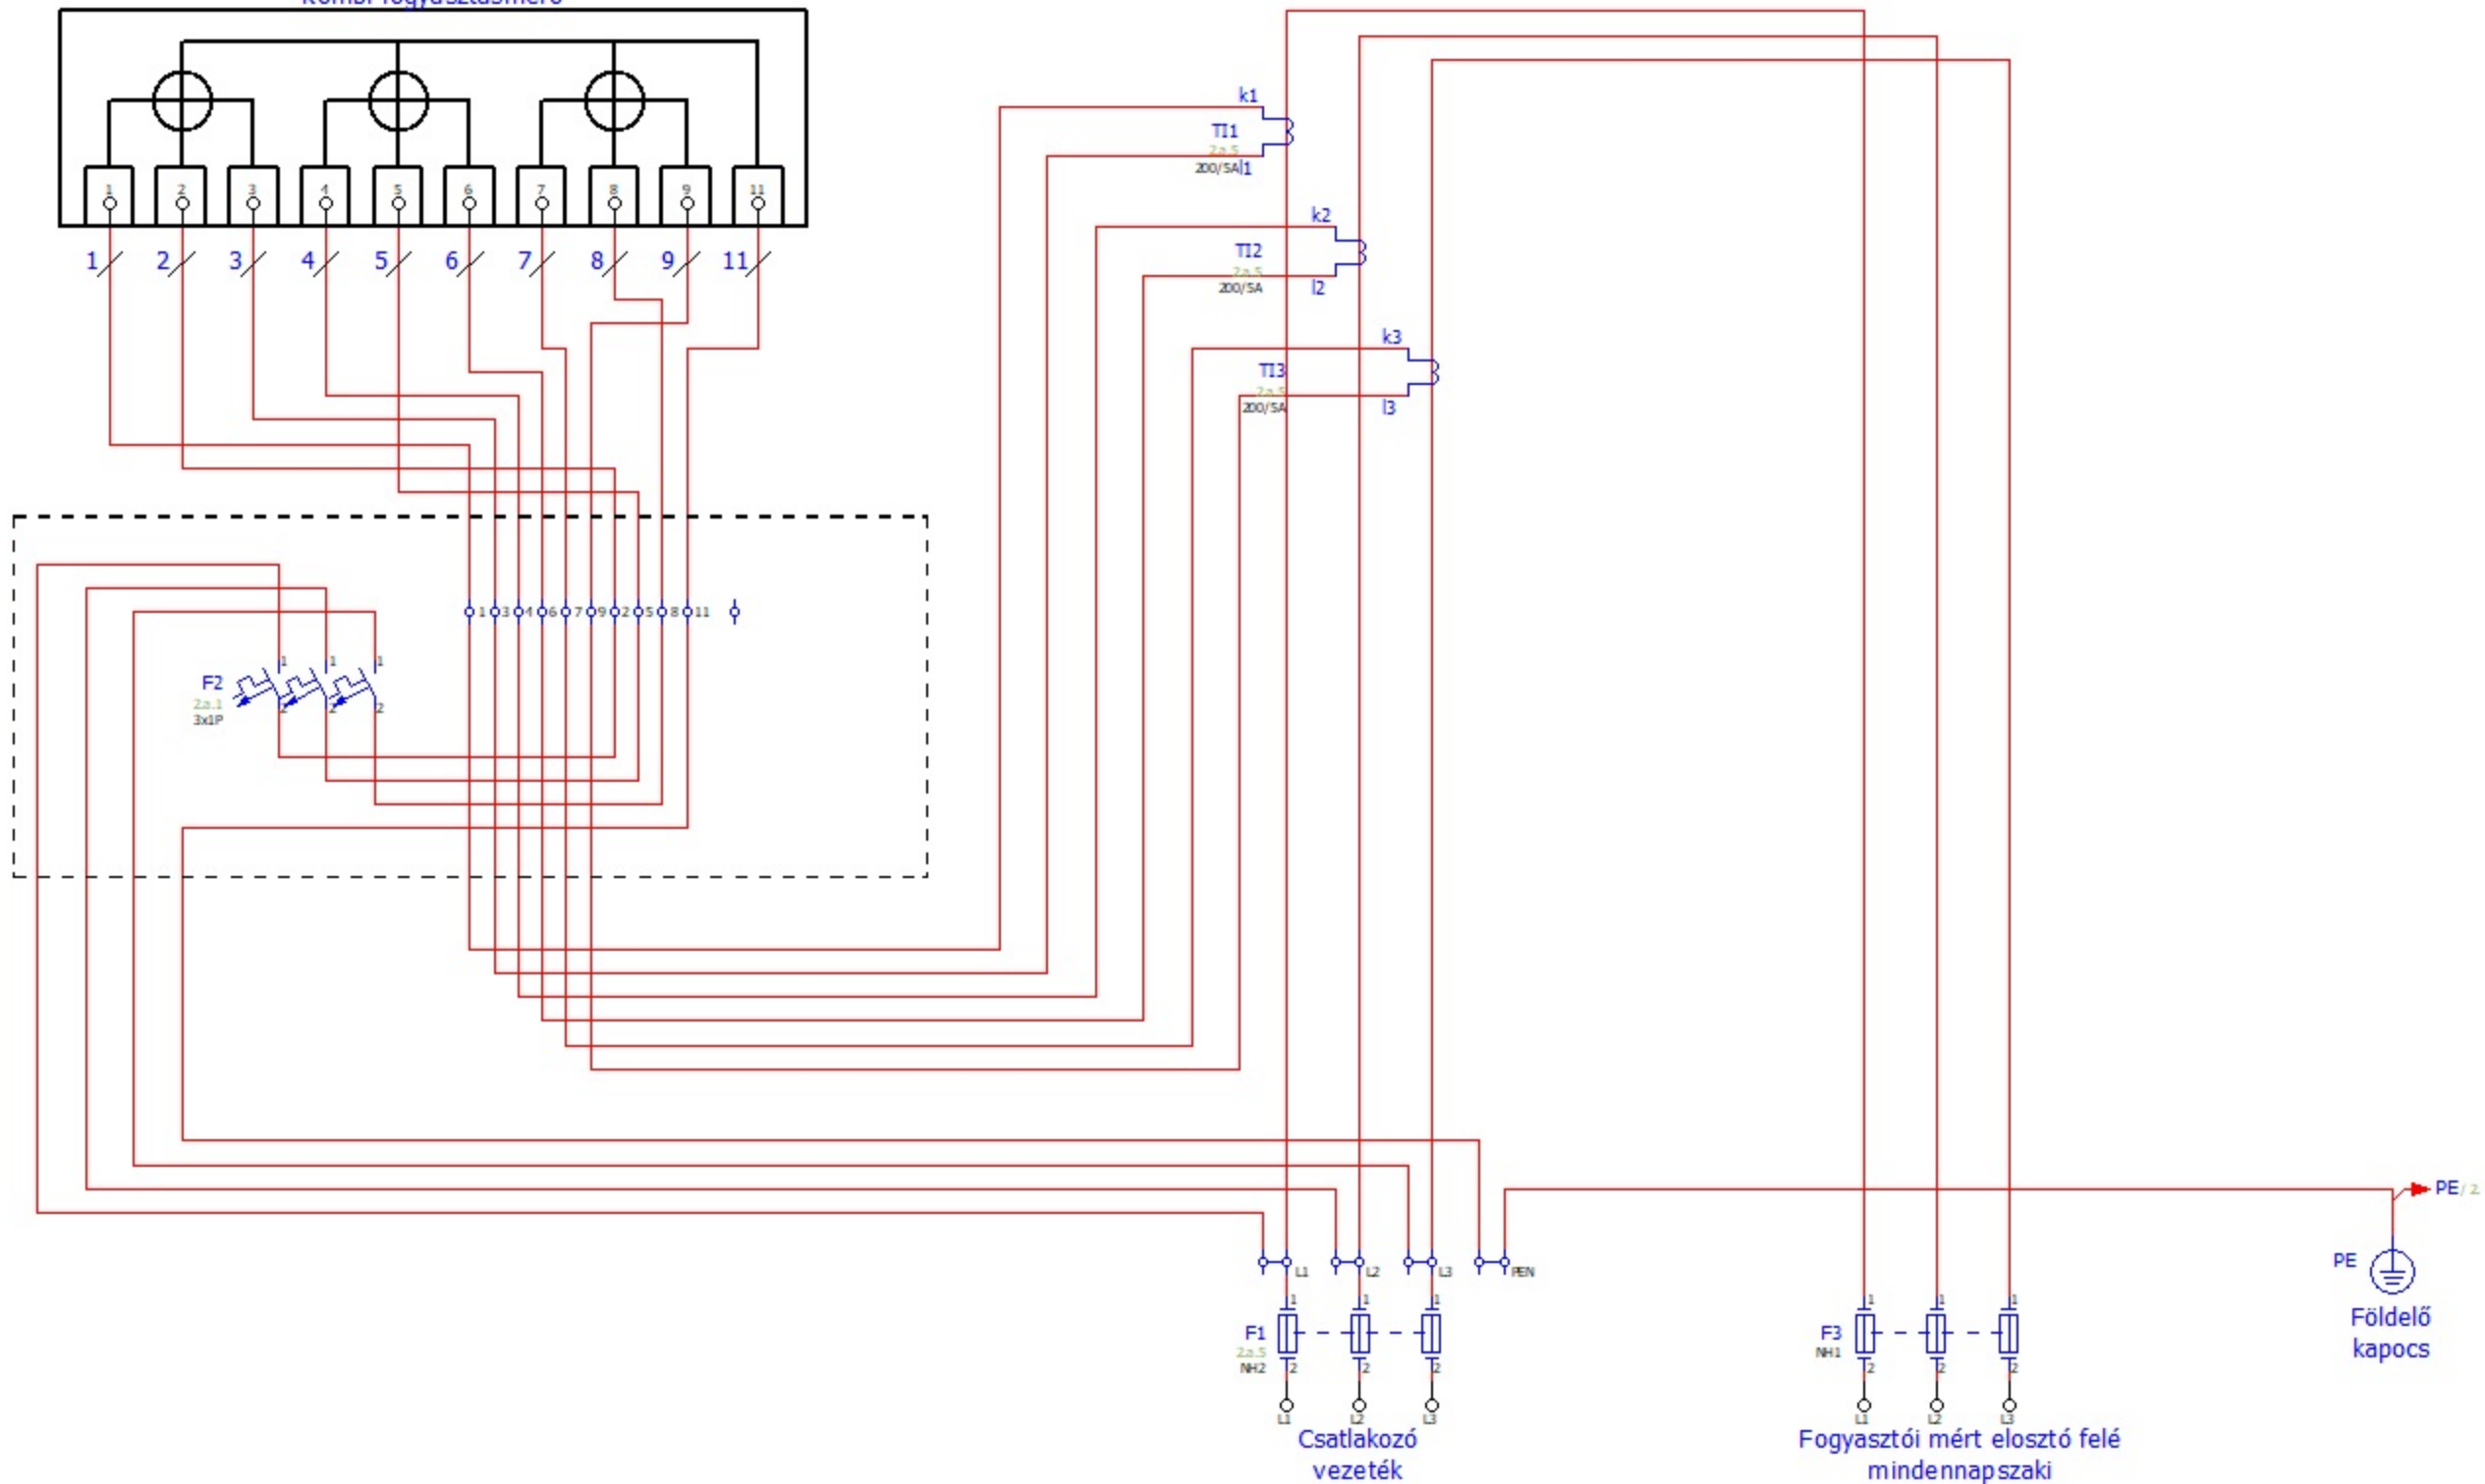 Kombi fogyasztásmérő
1 2 3 4 5 6 7 8 9 11
1 2 3 4 5 6 7 8 9 11
k1
TI1
2.a.5
200/5A
l1
k2
TI2
2.a.5
200/5A
l2
k3
TI3
2.a.5
200/5A
l3
1 3 4 6 7 9 2 5 8 11
1 1 1
F2
2.a.1
3x1P
2 2 2
PE / 2
L1 L2 L3 PEN
PE
Földelő
kapocs
1 1 1
F1
2.a.5
NH2
2 2 2
L1 L2 L3
Csatlakozó
vezeték
1 1 1
F3
NH1
2 2 2
L1 L2 L3
Fogyasztói mért elosztó felé
mindennapszaki